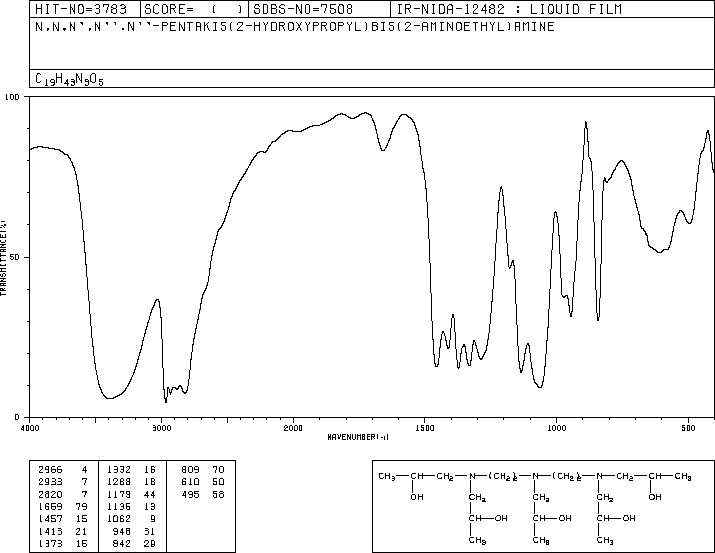 HIT-NO=3783 SCORE= ( ) SDBS-NO=7508 IR-NIDA-12482 : LIQUID FILM
N,N,N',N'',N''-PENTAKIS(2-HYDROXYPROPYL)BIS(2-AMINOETHYL)AMINE
C19H43N3O5
100
TRANSMITTANCE(%)
50
0
4000 3000 2000 1500 1000 500
WAVENUMBER(-1)
2966 4 1332 16 809 70
2933 7 1288 18 610 50
2820 7 1179 44 495 58
1659 79 1136 13
1457 15 1062 9
1413 21 948 31
1373 15 842 29
CH3—CH—CH2—N—(CH2)2—N—(CH2)2—N—CH2—CH—CH3
OH CH2 CH2 CH2 OH
CH—OH CH—OH CH—OH
CH3 CH3 CH3